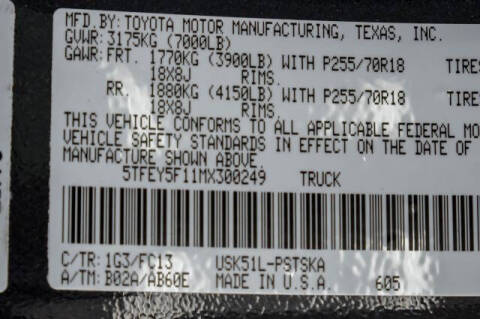 MFD.BY:TOYOTA MOTOR MANUFACTURING, TEXAS, INC.
GVWR: 3175KG (7000LB)
GAWR: FRT. 1770KG (3900LB) WITH P255/70R18 TIRES
18X8J RIMS.
RR. 1880KG (4150LB) WITH P255/70R18 TIRES
18X8J RIMS.
THIS VEHICLE CONFORMS TO ALL APPLICABLE FEDERAL MO
VEHICLE SAFETY STANDARDS IN EFFECT ON THE DATE OF
MANUFACTURE SHOWN ABOVE.
5TFEY5F11MX300249 TRUCK
C/TR: 1G3/FC13 USK51L-PSTSKA
A/TM: B02A/AB60E MADE IN U.S.A. 605